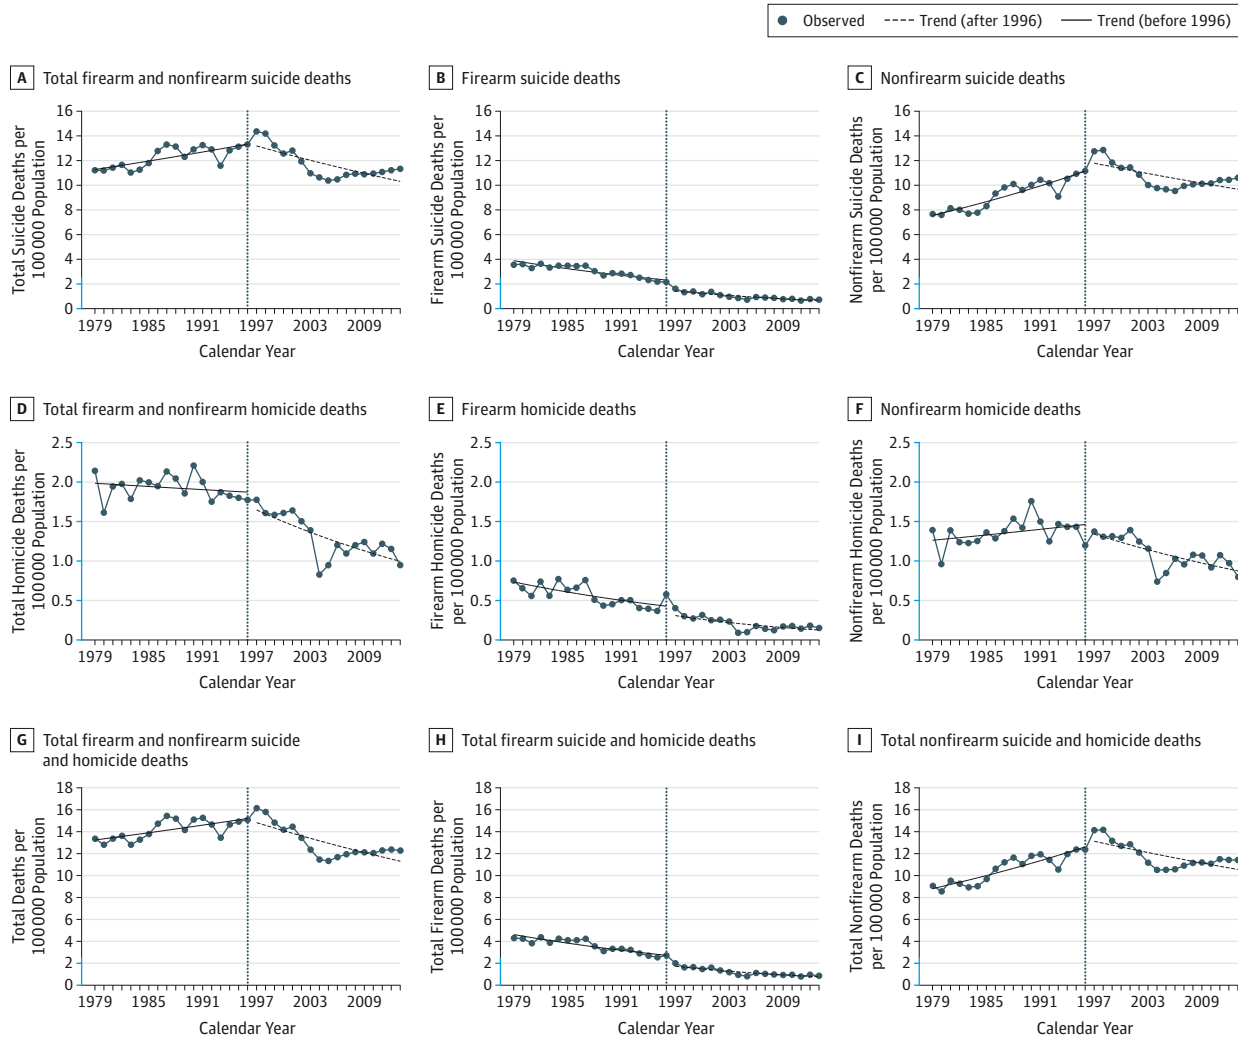 Observed Trend (after 1996) Trend (before 1996)
A Total firearm and nonfirearm suicide deaths
Total Suicide Deaths per
100 000 Population
16
14
12
10
8
6
4
2
0
1979 1985 1991 1997 2003 2009
Calendar Year
B Firearm suicide deaths
Firearm Suicide Deaths per
100 000 Population
16
14
12
10
8
6
4
2
0
1979 1985 1991 1997 2003 2009
Calendar Year
C Nonfirearm suicide deaths
Nonfirearm Suicide Deaths
per 100 000 Population
16
14
12
10
8
6
4
2
0
1979 1985 1991 1997 2003 2009
Calendar Year
D Total firearm and nonfirearm homicide deaths
Total Homicide Deaths per
100 000 Population
2.5
2.0
1.5
1.0
0.5
0
1979 1985 1991 1997 2003 2009
Calendar Year
E Firearm homicide deaths
Firearm Homicide Deaths
per 100 000 Population
2.5
2.0
1.5
1.0
0.5
0
1979 1985 1991 1997 2003 2009
Calendar Year
F Nonfirearm homicide deaths
Nonfirearm Homicide Deaths
per 100 000 Population
2.5
2.0
1.5
1.0
0.5
0
1979 1985 1991 1997 2003 2009
Calendar Year
G Total firearm and nonfirearm suicide
and homicide deaths
Total Deaths per
100 000 Population
18
16
14
12
10
8
6
4
2
0
1979 1985 1991 1997 2003 2009
Calendar Year
H Total firearm suicide and homicide deaths
Total Firearm Deaths per
100 000 Population
18
16
14
12
10
8
6
4
2
0
1979 1985 1991 1997 2003 2009
Calendar Year
I Total nonfirearm suicide and homicide deaths
Total Nonfirearm Deaths
per 100 000 Population
18
16
14
12
10
8
6
4
2
0
1979 1985 1991 1997 2003 2009
Calendar Year